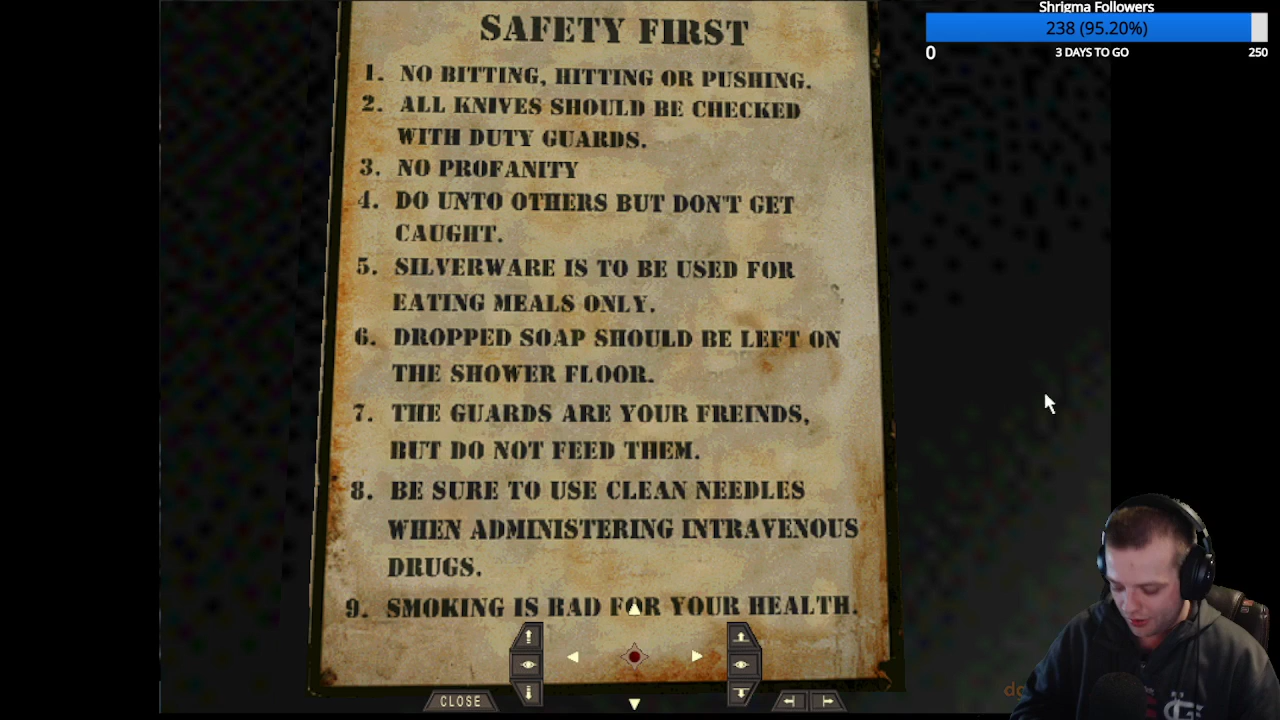 Shrigma Followers
238 (95.20%)
0
3 DAYS TO GO
250
SAFETY FIRST
1. NO BITTING, HITTING OR PUSHING.
2. ALL KNIVES SHOULD BE CHECKED
WITH DUTY GUARDS.
3. NO PROFANITY
4. DO UNTO OTHERS BUT DON'T GET
CAUGHT.
5. SILVERWARE IS TO BE USED FOR
EATING MEALS ONLY.
6. DROPPED SOAP SHOULD BE LEFT ON
THE SHOWER FLOOR.
7. THE GUARDS ARE YOUR FREINDS,
BUT DO NOT FEED THEM.
8. BE SURE TO USE CLEAN NEEDLES
WHEN ADMINISTERING INTRAVENOUS
DRUGS.
9. SMOKING IS BAD FOR YOUR HEALTH.
CLOSE